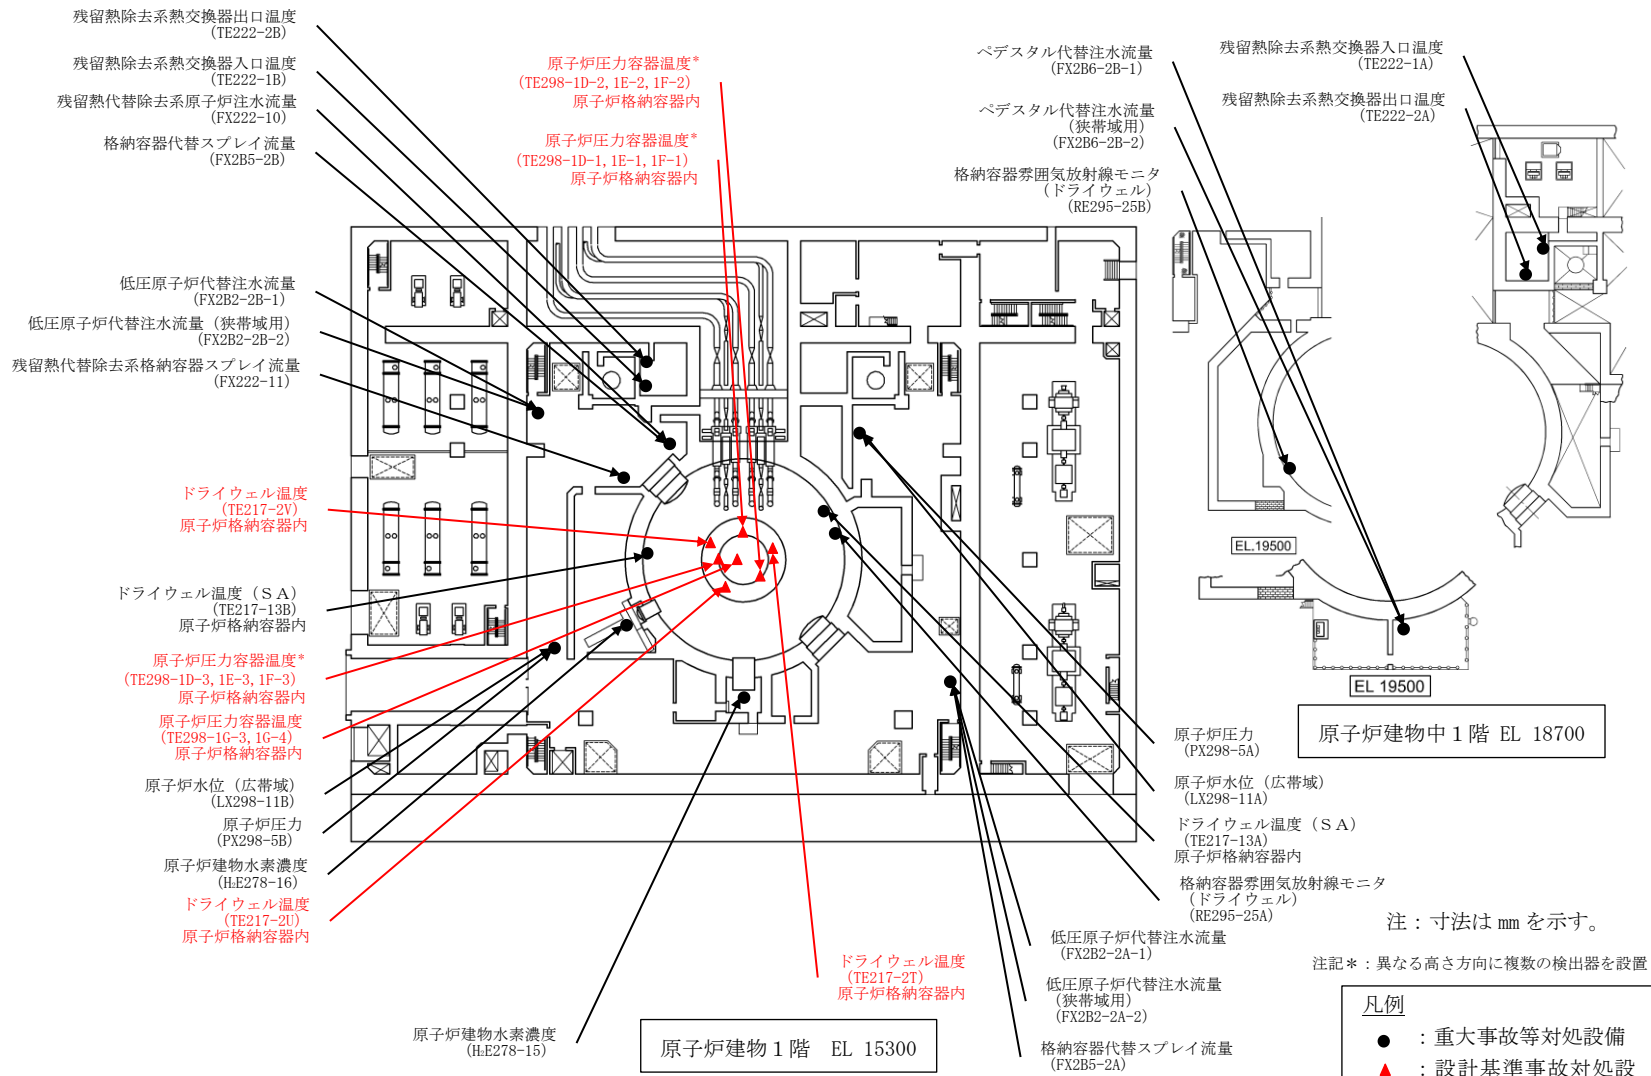 残留熱除去系熱交換器出口温度
(TE222-2B)
残留熱除去系熱交換器入口温度
(TE222-1B)
残留熱代替除去系原子炉注水流量
(FX222-10)
格納容器代替スプレイ流量
(FX2B5-2B)
原子炉圧力容器温度*
(TE298-1D-2, 1E-2, 1F-2)
原子炉格納容器内
原子炉圧力容器温度*
(TE298-1D-1, 1E-1, 1F-1)
原子炉格納容器内
ペデスタル代替注水流量
(FX2B6-2B-1)
ペデスタル代替注水流量
(狭帯域用)
(FX2B6-2B-2)
格納容器雰囲気放射線モニタ
(ドライウェル)
(RE295-25B)
残留熱除去系熱交換器入口温度
(TE222-1A)
残留熱除去系熱交換器出口温度
(TE222-2A)
低圧原子炉代替注水流量
(FX2B2-2B-1)
低圧原子炉代替注水流量（狭帯域用）
(FX2B2-2B-2)
残留熱代替除去系格納容器スプレイ流量
(FX222-11)
ドライウェル温度
(TE217-2V)
原子炉格納容器内
ドライウェル温度（ＳＡ）
(TE217-13B)
原子炉格納容器内
原子炉圧力容器温度*
(TE298-1D-3, 1E-3, 1F-3)
原子炉格納容器内
原子炉圧力容器温度
(TE298-1G-3, 1G-4)
原子炉格納容器内
原子炉水位（広帯域）
(LX298-11B)
原子炉圧力
(PX298-5B)
原子炉建物水素濃度
(H₂E278-16)
ドライウェル温度
(TE217-2U)
原子炉格納容器内
原子炉建物水素濃度
(H₂E278-15)
ドライウェル温度
(TE217-2T)
原子炉格納容器内
EL.19500
EL 19500
原子炉建物中１階 EL 18700
原子炉圧力
(PX298-5A)
原子炉水位（広帯域）
(LX298-11A)
ドライウェル温度（ＳＡ）
(TE217-13A)
原子炉格納容器内
格納容器雰囲気放射線モニタ
(ドライウェル)
(RE295-25A)
低圧原子炉代替注水流量
(FX2B2-2A-1)
低圧原子炉代替注水流量
(狭帯域用)
(FX2B2-2A-2)
格納容器代替スプレイ流量
(FX2B5-2A)
原子炉建物１階 EL 15300
注：寸法は㎜を示す。
注記＊：異なる高さ方向に複数の検出器を設置
凡例
：重大事故等対処設備
：設計基準事故対処設